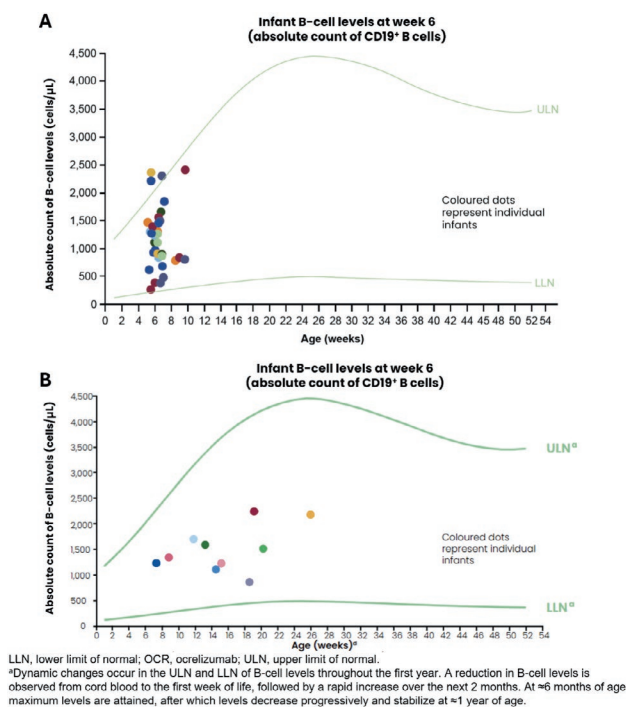 A
Infant B-cell levels at week 6
(absolute count of CD19⁺ B cells)
Absolute count of B-cell levels (cells/μL)
4,500
4,000
3,500
3,000
2,500
2,000
1,500
1,000
500
0
ULN
Coloured dots
represent individual
infants
LLN
0 2 4 6 8 10 12 14 16 18 20 22 24 26 28 30 32 34 36 38 40 42 44 46 48 50 52 54
Age (weeks)
B
Infant B-cell levels at week 6
(absolute count of CD19⁺ B cells)
Absolute count of B-cell levels (cells/μL)
4,500
4,000
3,500
3,000
2,500
2,000
1,500
1,000
500
0
ULNᵃ
Coloured dots
represent individual
infants
LLNᵃ
0 2 4 6 8 10 12 14 16 18 20 22 24 26 28 30 32 34 36 38 40 42 44 46 48 50 52 54
Age (weeks)ᵃ
LLN, lower limit of normal; OCR, ocrelizumab; ULN, upper limit of normal.
ᵃDynamic changes occur in the ULN and LLN of B-cell levels throughout the first year. A reduction in B-cell levels is
observed from cord blood to the first week of life, followed by a rapid increase over the next 2 months. At ≈6 months of age
maximum levels are attained, after which levels decrease progressively and stabilize at ≈1 year of age.